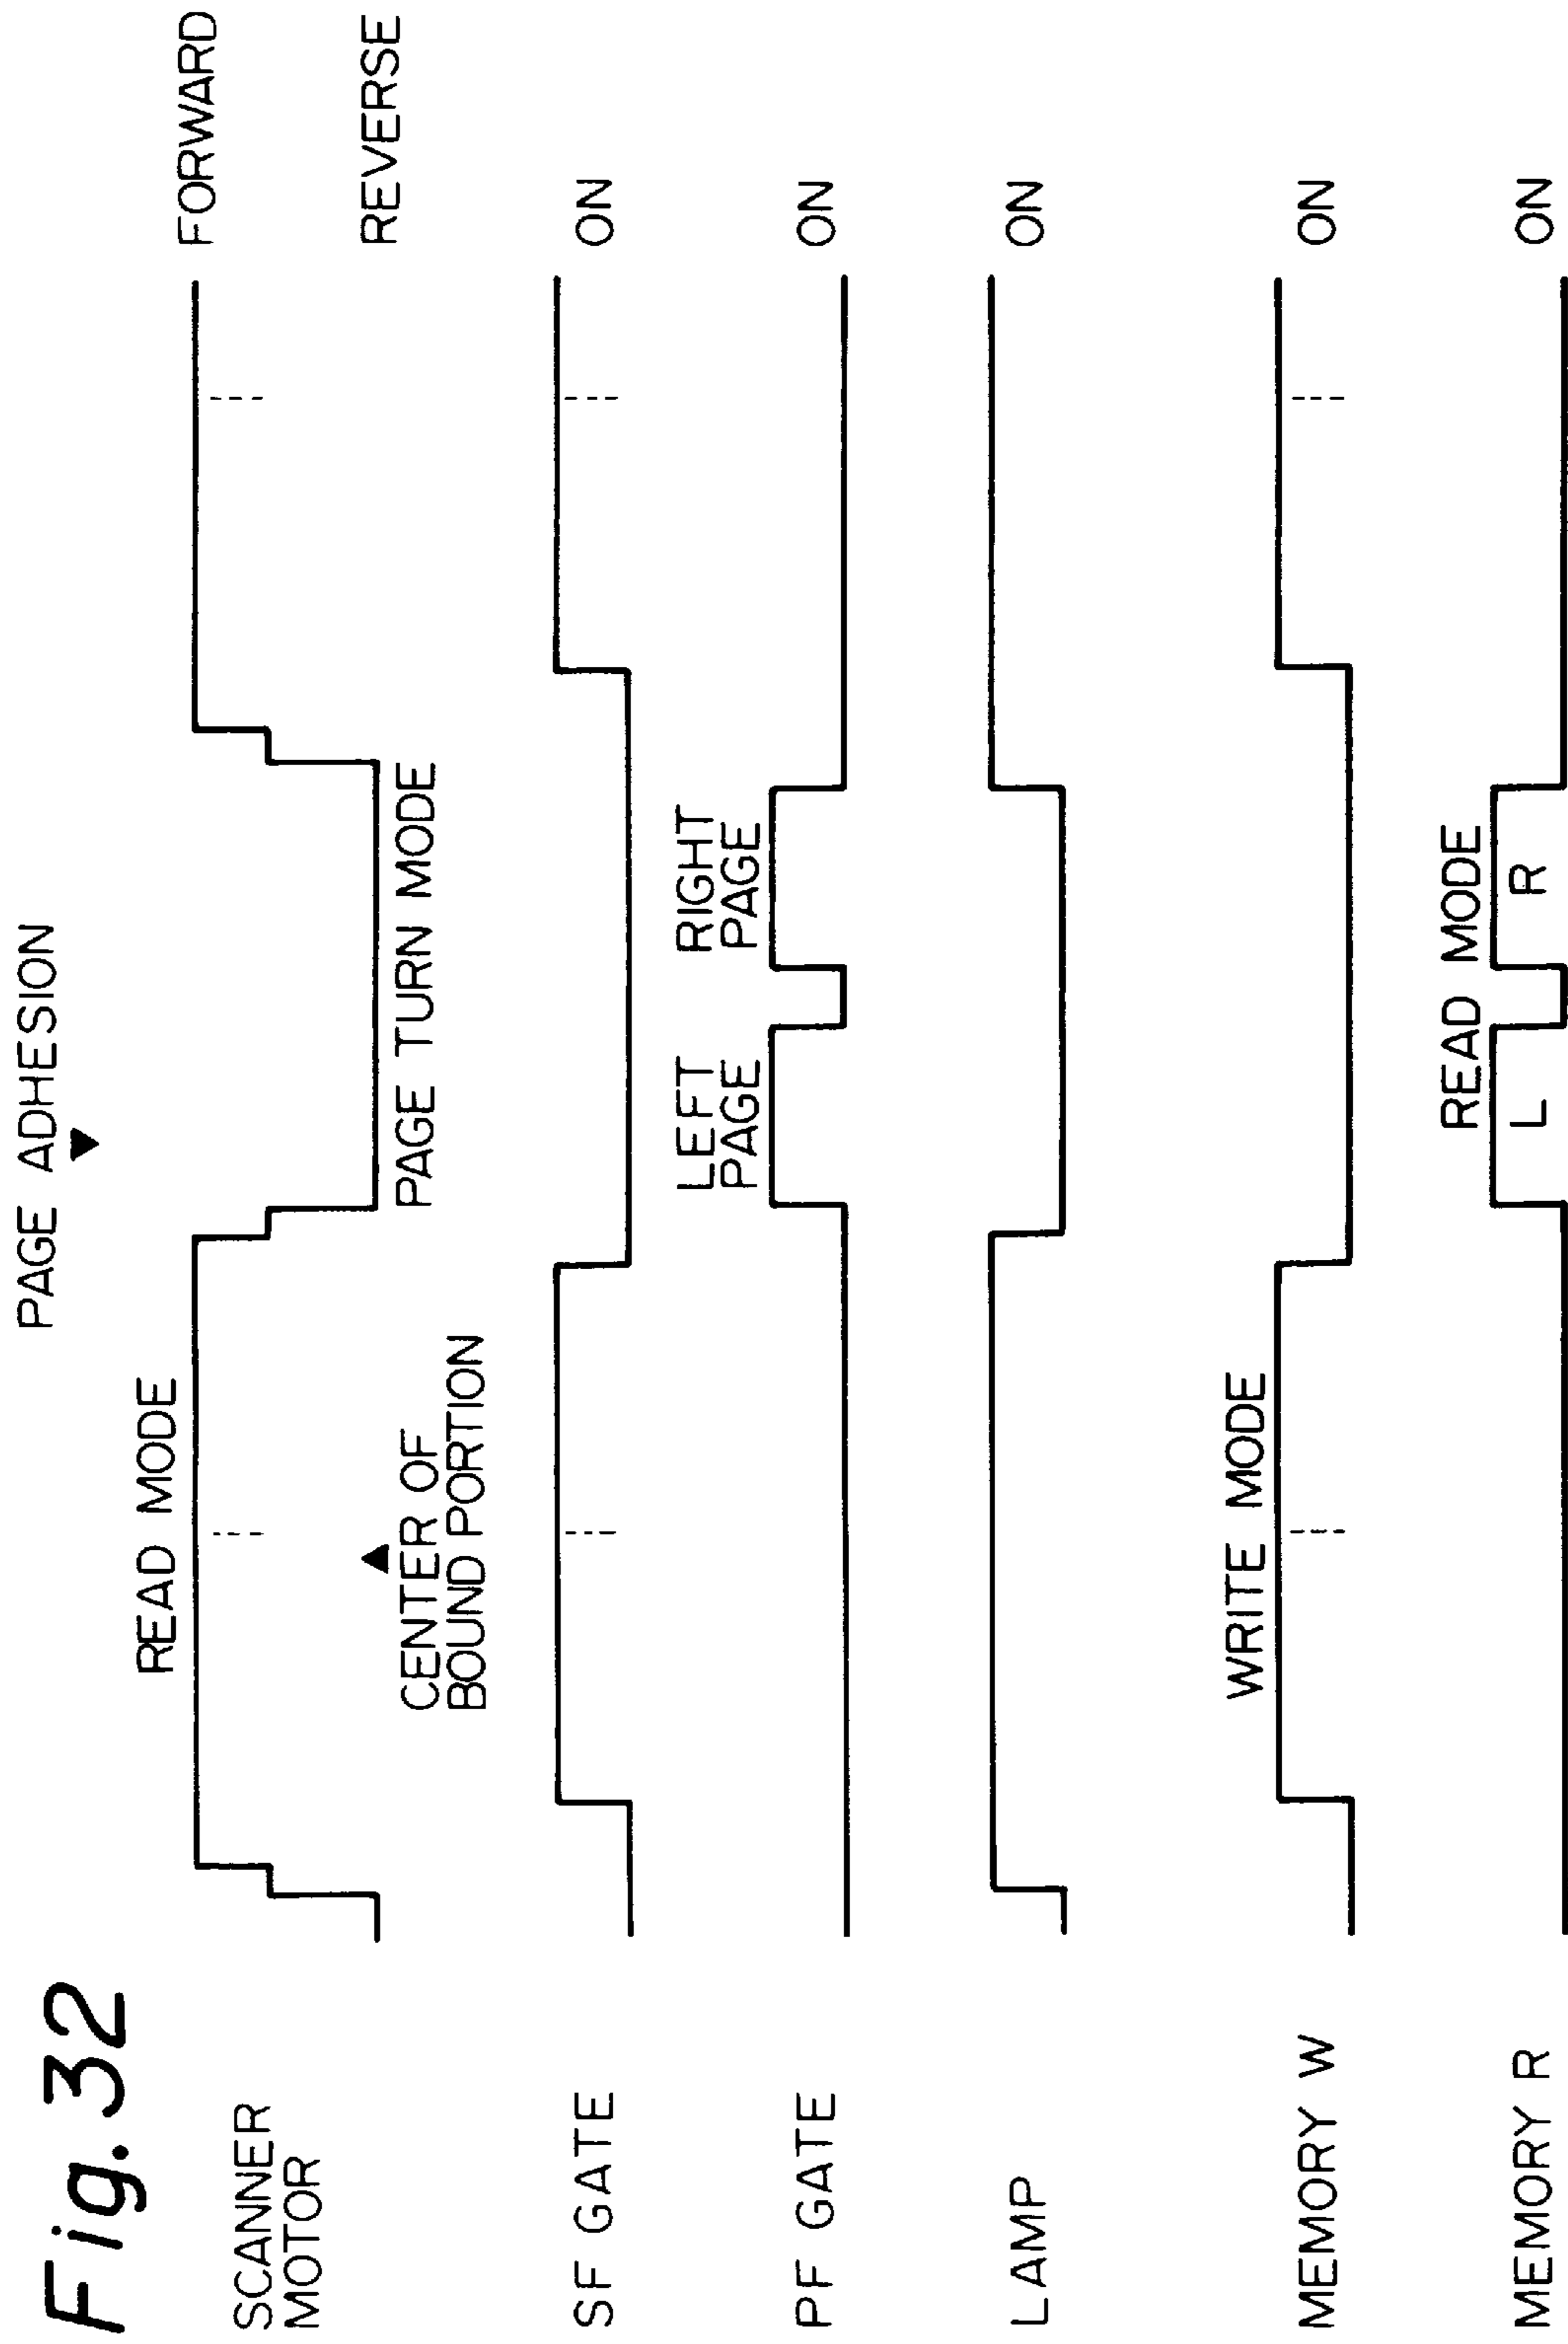 Fig. 32
PAGE ADHESION
SCANNER
MOTOR
READ MODE
FORWARD
REVERSE
PAGE TURN MODE
CENTER OF
BOUND PORTION
SF GATE
ON
PF GATE
LEFT
PAGE
RIGHT
PAGE
ON
LAMP
ON
MEMORY W
WRITE MODE
ON
MEMORY R
READ MODE
L
R
ON